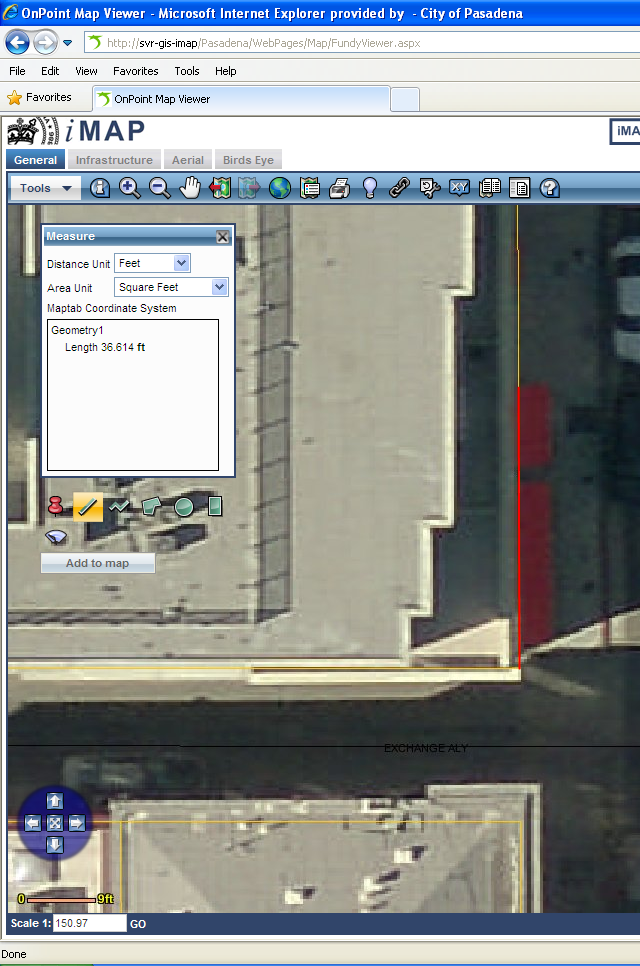 OnPoint Map Viewer - Microsoft Internet Explorer provided by - City of Pasadena
http://svr-gis-imap/Pasadena/WebPages/Map/FundyViewer.aspx
File Edit View Favorites Tools Help
Favorites OnPoint Map Viewer
iMAP iMA
General Infrastructure Aerial Birds Eye
Tools XY
Measure
Distance Unit Feet
Area Unit Square Feet
Maptab Coordinate System
Geometry1
Length 36.614 ft
Add to map
EXCHANGE ALY
0 9ft
Scale 1: 150.97 GO
Done